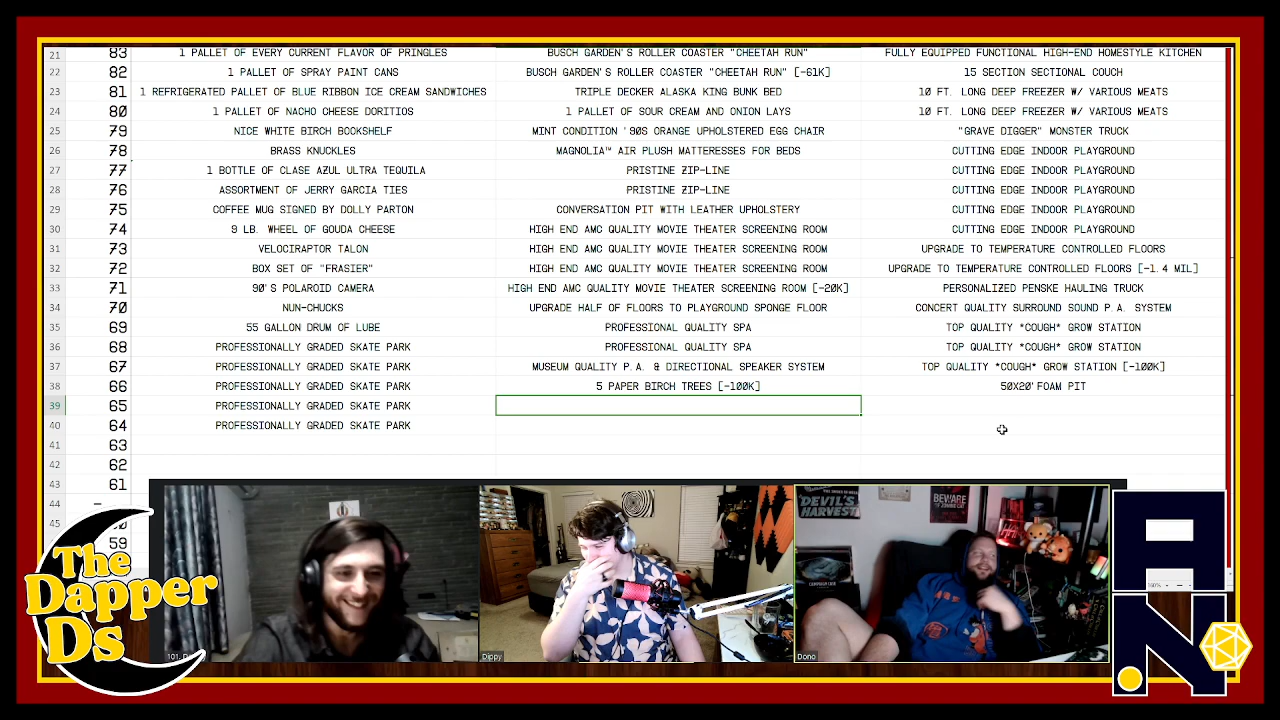 21 83 1 PALLET OF EVERY CURRENT FLAVOR OF PRINGLES BUSCH GARDEN'S ROLLER COASTER "CHEETAH RUN" FULLY EQUIPPED FUNCTIONAL HIGH-END HOMESTYLE KITCHEN
22 82 1 PALLET OF SPRAY PAINT CANS BUSCH GARDEN'S ROLLER COASTER "CHEETAH RUN" [-61K] 15 SECTION SECTIONAL COUCH
23 81 1 REFRIGERATED PALLET OF BLUE RIBBON ICE CREAM SANDWICHES TRIPLE DECKER ALASKA KING BUNK BED 10 FT. LONG DEEP FREEZER W/ VARIOUS MEATS
24 80 1 PALLET OF NACHO CHEESE DORITIOS 1 PALLET OF SOUR CREAM AND ONION LAYS 10 FT. LONG DEEP FREEZER W/ VARIOUS MEATS
25 79 NICE WHITE BIRCH BOOKSHELF MINT CONDITION '90S ORANGE UPHOLSTERED EGG CHAIR "GRAVE DIGGER" MONSTER TRUCK
26 78 BRASS KNUCKLES MAGNOLIA™ AIR PLUSH MATTERESSES FOR BEDS CUTTING EDGE INDOOR PLAYGROUND
27 77 1 BOTTLE OF CLASE AZUL ULTRA TEQUILA PRISTINE ZIP-LINE CUTTING EDGE INDOOR PLAYGROUND
28 76 ASSORTMENT OF JERRY GARCIA TIES PRISTINE ZIP-LINE CUTTING EDGE INDOOR PLAYGROUND
29 75 COFFEE MUG SIGNED BY DOLLY PARTON CONVERSATION PIT WITH LEATHER UPHOLSTERY CUTTING EDGE INDOOR PLAYGROUND
30 74 9 LB. WHEEL OF GOUDA CHEESE HIGH END AMC QUALITY MOVIE THEATER SCREENING ROOM CUTTING EDGE INDOOR PLAYGROUND
31 73 VELOCIRAPTOR TALON HIGH END AMC QUALITY MOVIE THEATER SCREENING ROOM UPGRADE TO TEMPERATURE CONTROLLED FLOORS
32 72 BOX SET OF "FRASIER" HIGH END AMC QUALITY MOVIE THEATER SCREENING ROOM UPGRADE TO TEMPERATURE CONTROLLED FLOORS [-1.4 MIL]
33 71 90'S POLAROID CAMERA HIGH END AMC QUALITY MOVIE THEATER SCREENING ROOM [-20K] PERSONALIZED PENSKE HAULING TRUCK
34 70 NUN-CHUCKS UPGRADE HALF OF FLOORS TO PLAYGROUND SPONGE FLOOR CONCERT QUALITY SURROUND SOUND P.A. SYSTEM
35 69 55 GALLON DRUM OF LUBE PROFESSIONAL QUALITY SPA TOP QUALITY *COUGH* GROW STATION
36 68 PROFESSIONALLY GRADED SKATE PARK PROFESSIONAL QUALITY SPA TOP QUALITY *COUGH* GROW STATION
37 67 PROFESSIONALLY GRADED SKATE PARK MUSEUM QUALITY P.A. & DIRECTIONAL SPEAKER SYSTEM TOP QUALITY *COUGH* GROW STATION [-100K]
38 66 PROFESSIONALLY GRADED SKATE PARK 5 PAPER BIRCH TREES [-100K] 50X20'FOAM PIT
39 65 PROFESSIONALLY GRADED SKATE PARK
40 64 PROFESSIONALLY GRADED SKATE PARK
41 63
42 62
43 61
44
45
59
The
Dapper
Ds
DEVIL'S
HARVEST
BEWARE
Dippy
Dono
AN